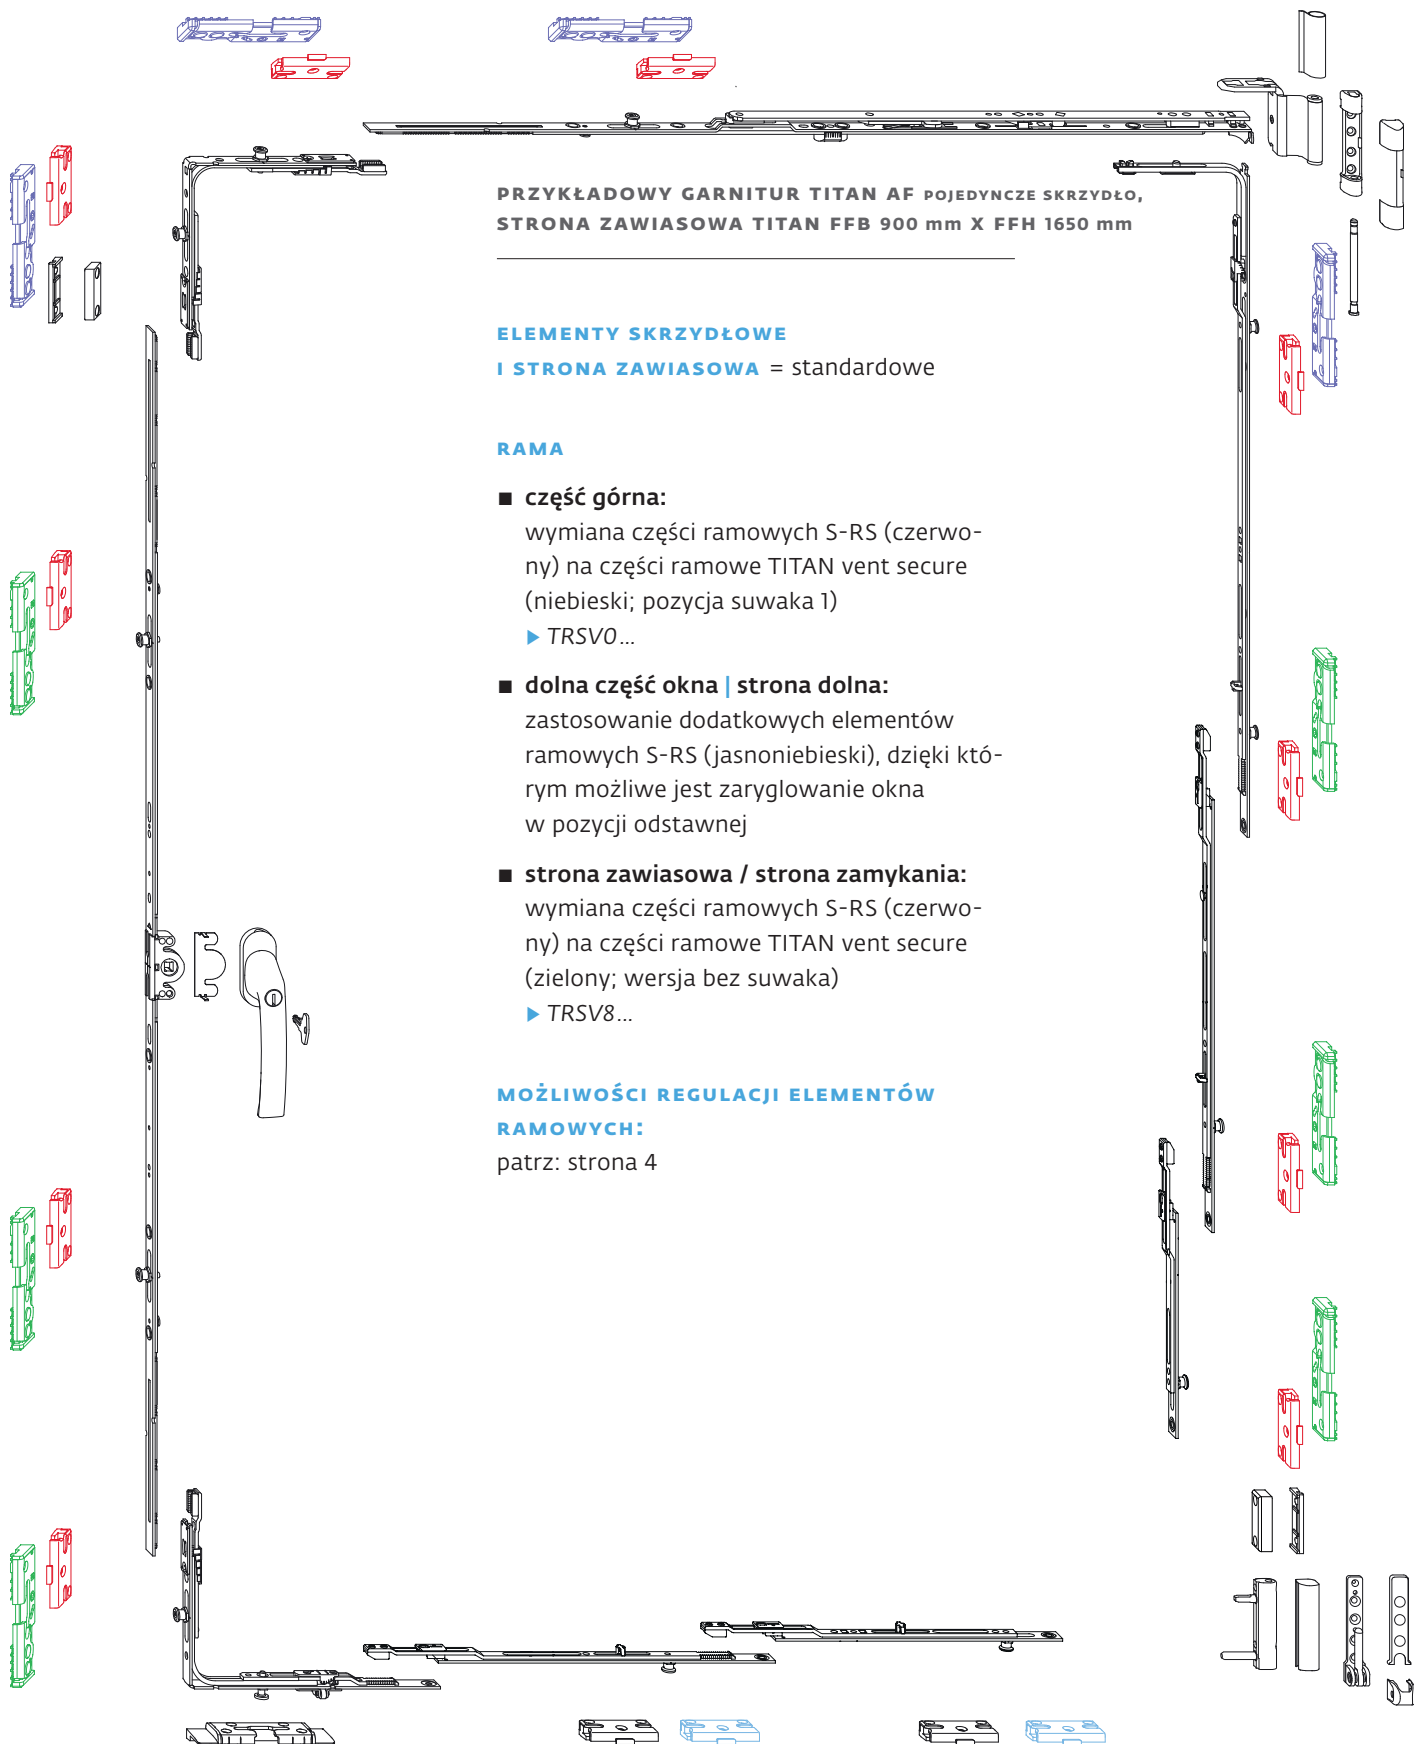 PRZYKŁADOWY GARNITUR TITAN AF POJEDYNCZE SKRZYDŁO,
STRONA ZAWIASOWA TITAN FFB 900 mm X FFH 1650 mm
ELEMENTY SKRZYDŁOWE
I STRONA ZAWIASOWA = standardowe
RAMA
■ część górna:
wymiana części ramowych S-RS (czerwo-
ny) na części ramowe TITAN vent secure
(niebieski; pozycja suwaka 1)
▶ TRSV0...
■ dolna część okna | strona dolna:
zastosowanie dodatkowych elementów
ramowych S-RS (jasnoniebieski), dzięki któ-
rym możliwe jest zaryglowanie okna
w pozycji odstawnej
■ strona zawiasowa / strona zamykania:
wymiana części ramowych S-RS (czerwo-
ny) na części ramowe TITAN vent secure
(zielony; wersja bez suwaka)
▶ TRSV8...
MOŻLIWOŚCI REGULACJI ELEMENTÓW
RAMOWYCH:
patrz: strona 4